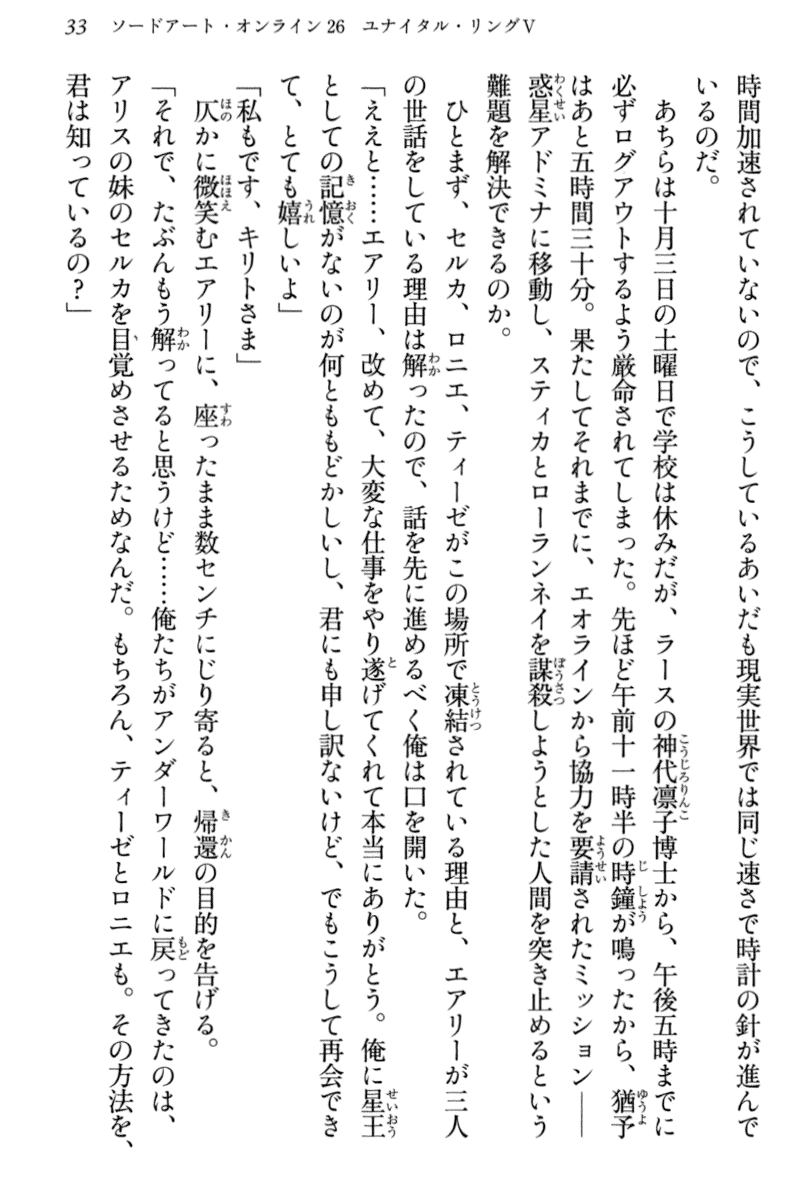 33 ソードアート・オンライン26 ユナイタル・リングⅤ
時間加速されていないので、こうしているあいだも現実世界では同じ速さで時計の針が進んで
いるのだ。
あちらは十月三日の土曜日で学校は休みだが、ラースの神代凛子博士から、午後五時までに
必ずログアウトするよう厳命されてしまった。先ほど午前十一時半の時鐘が鳴ったから、猶予
はあと五時間三十分。果たしてそれまでに、エオラインから協力を要請されたミッション――
惑星アドミナに移動し、スティカとローランネイを謀殺しようとした人間を突き止めるという
難題を解決できるのか。
ひとまず、セルカ、ロニエ、ティーゼがこの場所で凍結されている理由と、エアリーが三人
の世話をしている理由は解ったので、話を先に進めるべく俺は口を開いた。
「ええと……エアリー、改めて、大変な仕事をやり遂げてくれて本当にありがとう。俺に星王
としての記憶がないのが何とももどかしいし、君にも申し訳ないけど、でもこうして再会でき
て、とても嬉しいよ」
「私もです、キリトさま」
仄かに微笑むエアリーに、座ったまま数センチにじり寄ると、帰還の目的を告げる。
「それで、たぶんもう解ってると思うけど……俺たちがアンダーワールドに戻ってきたのは、
アリスの妹のセルカを目覚めさせるためなんだ。もちろん、ティーゼとロニエも。その方法を、
君は知っているの？」